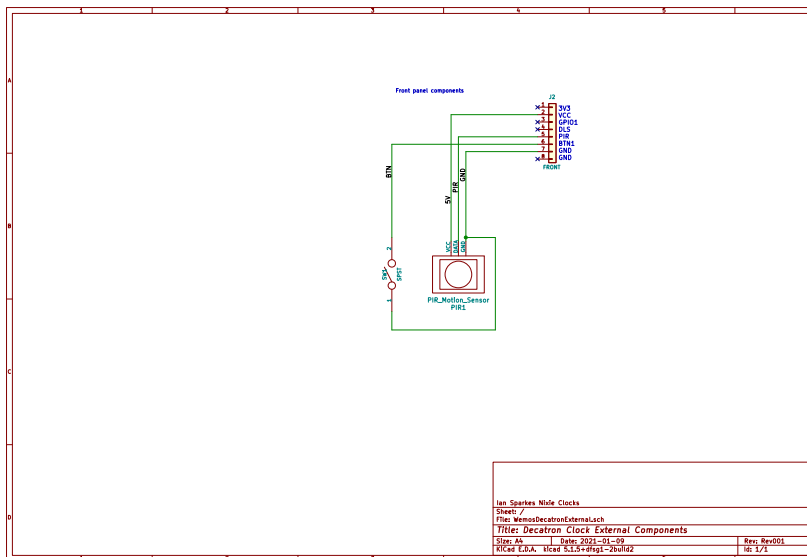 1 2 3 4 5
A
B
C
D
Front panel components
J2
1 3V3
2 VCC
3 GPIO1
4 DLS
5 PIR
6 BTN1
7 GND
8 GND
FRONT
BTN
5V
PIR
GND
VCC
DATA
GND
2
SW1
SPST
1
PIR_Motion_Sensor
PIR1
Ian Sparkes Nixie Clocks
Sheet: /
File: WemosDecatronExternal.sch
Title: Decatron Clock External Components
Size: A4 Date: 2021-01-09 Rev: Rev001
KiCad E.D.A. kicad 5.1.5+dfsg1-2build2 Id: 1/1